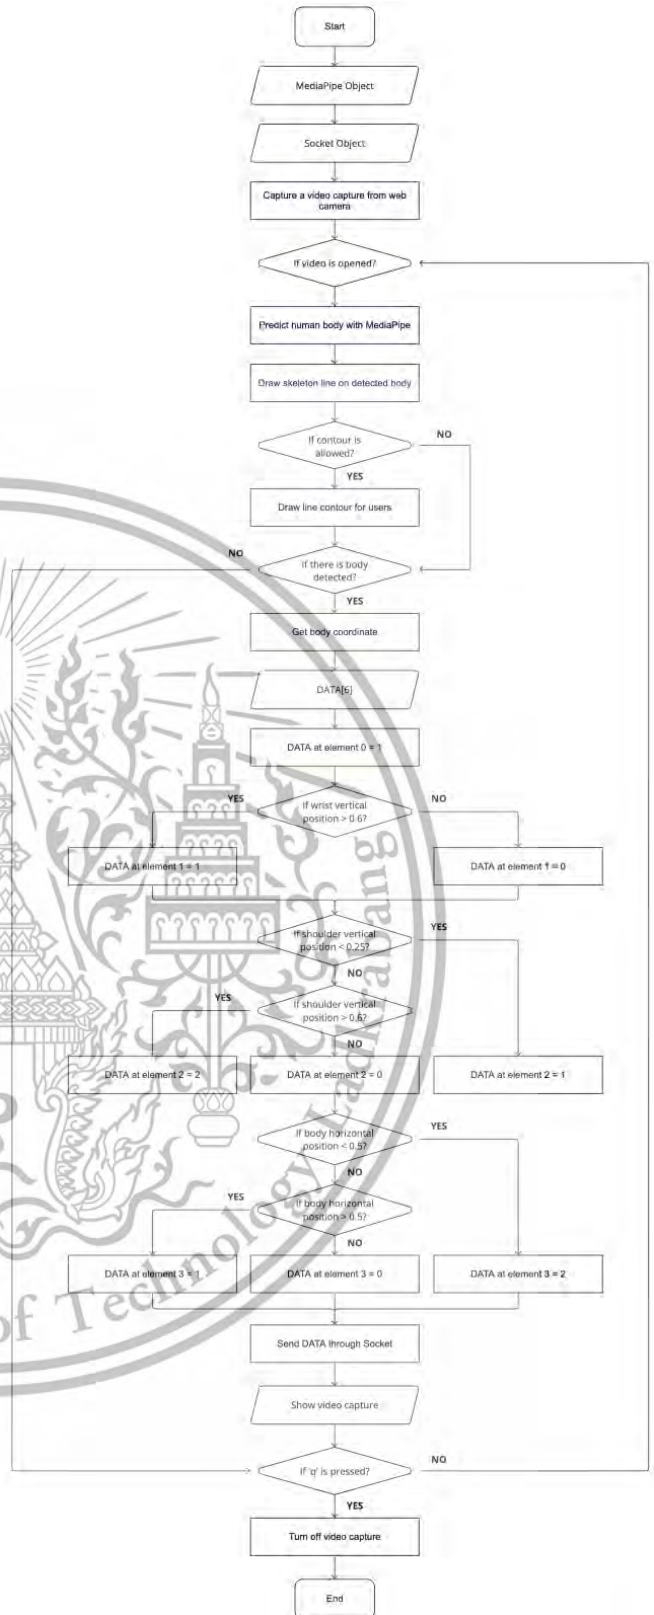 Start
MediaPipe Object
Socket Object
Capture a video capture from web
camera
If video is opened?
Predict human body with MediaPipe
Draw skeleton line on detected body
If contour is
allowed?
NO
YES
Draw line contour for users
NO
If there is body
detected?
YES
Get body coordinate
DATA[6]
DATA at element 0 = 1
YES
If wrist vertical
position > 0.6?
NO
DATA at element 1 = 1
DATA at element 1 = 0
If shoulder vertical
position < 0.25?
YES
NO
YES
If shoulder vertical
position > 0.6?
NO
DATA at element 2 = 2
DATA at element 2 = 0
DATA at element 2 = 1
If body horizontal
position < 0.5?
YES
NO
YES
If body horizontal
position > 0.5?
NO
DATA at element 3 = 1
DATA at element 3 = 0
DATA at element 3 = 2
Send DATA through Socket
Show video capture
If 'q' is pressed?
NO
YES
Turn off video capture
End
of Technology Ladkrabang